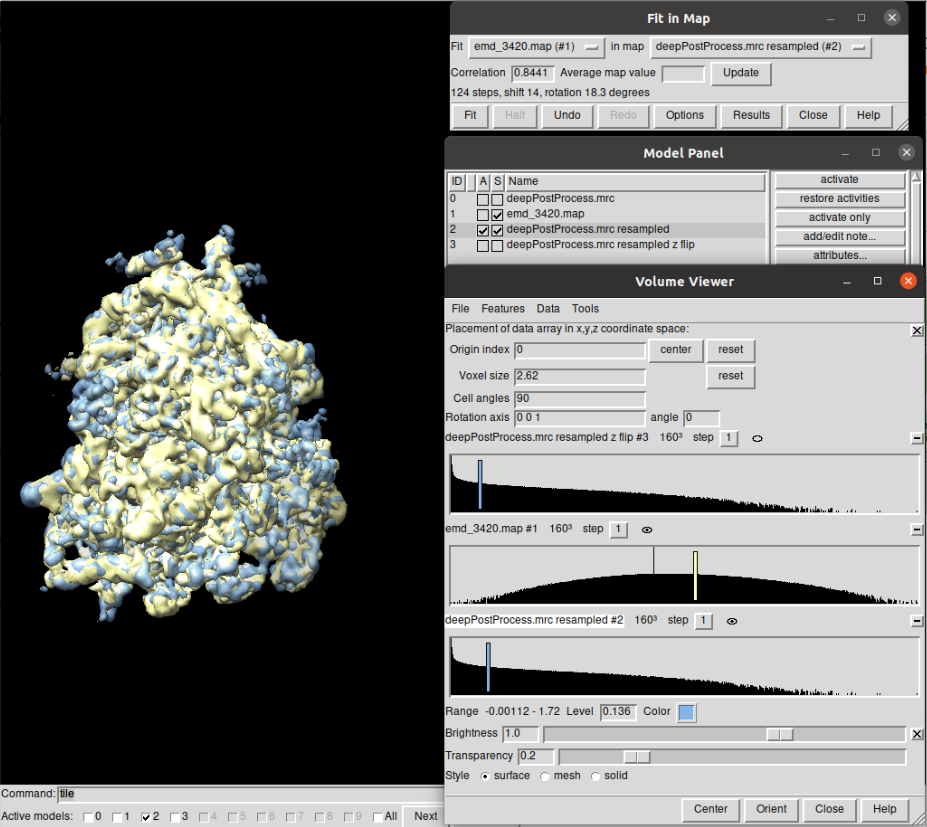 Fit in Map
Fit emd_3420.map (#1) in map deepPostProcess.mrc resampled (#2)
Correlation 0.8441 Average map value Update
124 steps, shift 14, rotation 18.3 degrees
Fit Halt Undo Redo Options Results Close Help
Model Panel
ID A S Name
0 deepPostProcess.mrc
1 emd_3420.map
2 deepPostProcess.mrc resampled
3 deepPostProcess.mrc resampled z flip
activate
restore activities
activate only
add/edit note...
attributes...
Volume Viewer
File Features Data Tools
Placement of data array in x,y,z coordinate space:
Origin index 0 center reset
Voxel size 2.62 reset
Cell angles 90
Rotation axis 0 0 1 angle 0
deepPostProcess.mrc resampled z flip #3 160³ step 1
emd_3420.map #1 160³ step 1
deepPostProcess.mrc resampled #2 160³ step 1
Range -0.00112 - 1.72 Level 0.136 Color
Brightness 1.0
Transparency 0.2
Style surface mesh solid
Center Orient Close Help
Command: tile
Active models: 0 1 2 3 4 5 6 7 8 9 All Next